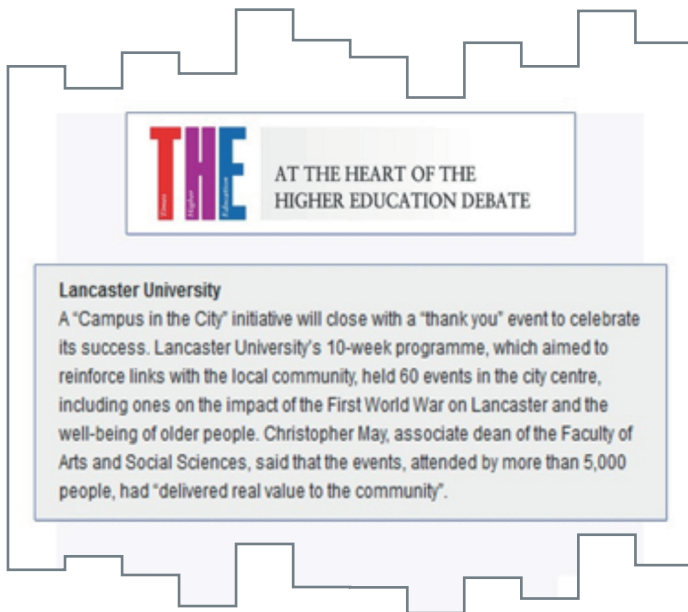 THE
Times
Higher
Education
AT THE HEART OF THE
HIGHER EDUCATION DEBATE
Lancaster University
A “Campus in the City” initiative will close with a “thank you” event to celebrate
its success. Lancaster University’s 10-week programme, which aimed to
reinforce links with the local community, held 60 events in the city centre,
including ones on the impact of the First World War on Lancaster and the
well-being of older people. Christopher May, associate dean of the Faculty of
Arts and Social Sciences, said that the events, attended by more than 5,000
people, had “delivered real value to the community”.